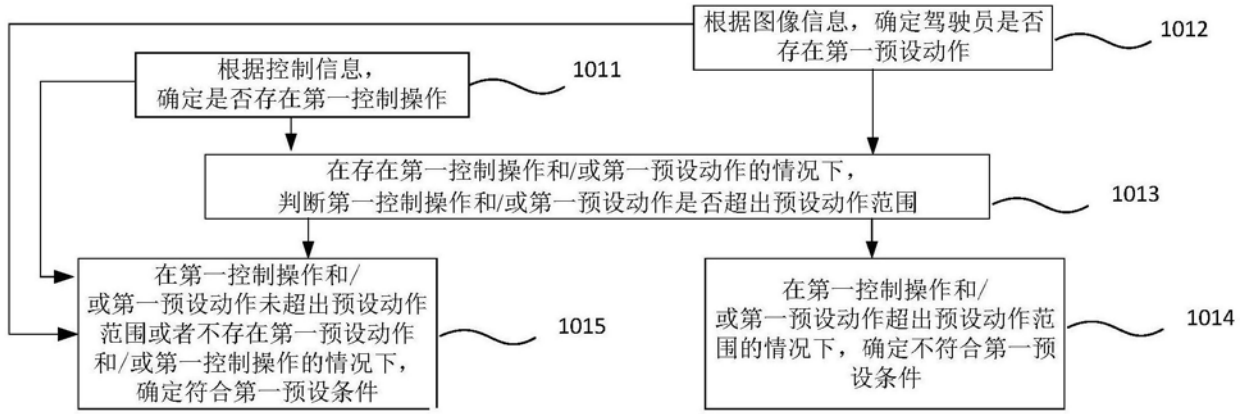 根据图像信息，确定驾驶员是否
存在第一预设动作
1012
根据控制信息，
确定是否存在第一控制操作
1011
在存在第一控制操作和/或第一预设动作的情况下，
判断第一控制操作和/或第一预设动作是否超出预设动作范围
1013
在第一控制操作和/
或第一预设动作未超出预设动作
范围或者不存在第一预设动作
和/或第一控制操作的情况下，
确定符合第一预设条件
1015
在第一控制操作和/
或第一预设动作超出预设动作范
围的情况下，确定不符合第一预
设条件
1014